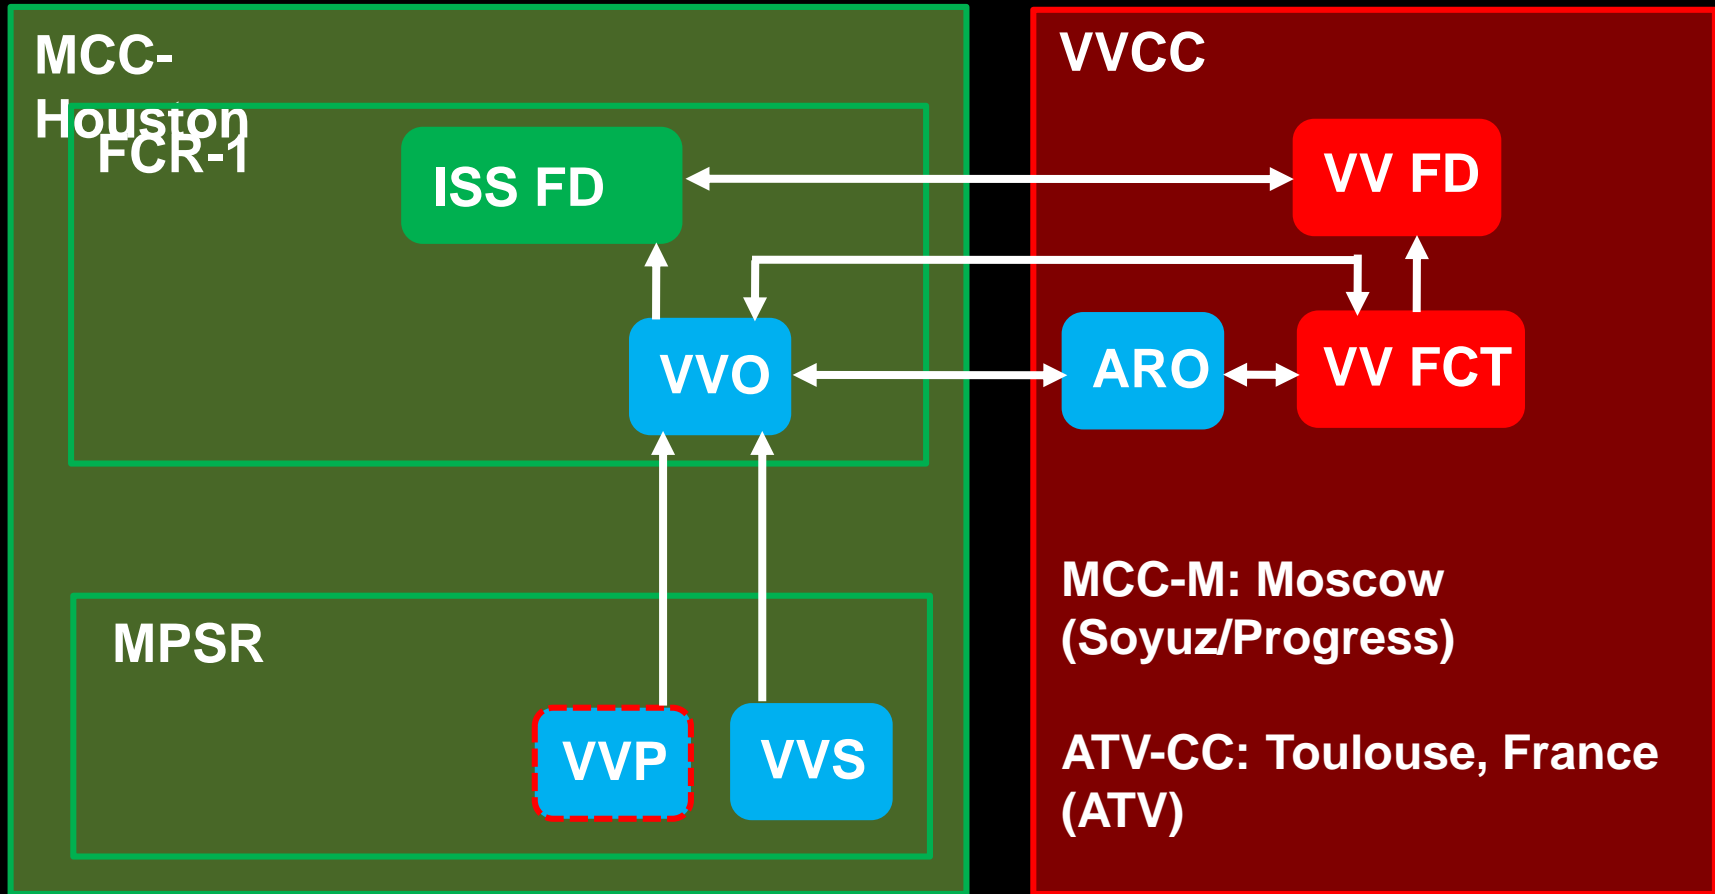 MCC-
Houston
FCR-1
ISS FD
VVO
MPSR
VVP
VVS
VVCC
VV FD
ARO
VV FCT
MCC-M: Moscow
(Soyuz/Progress)
ATV-CC: Toulouse, France
(ATV)